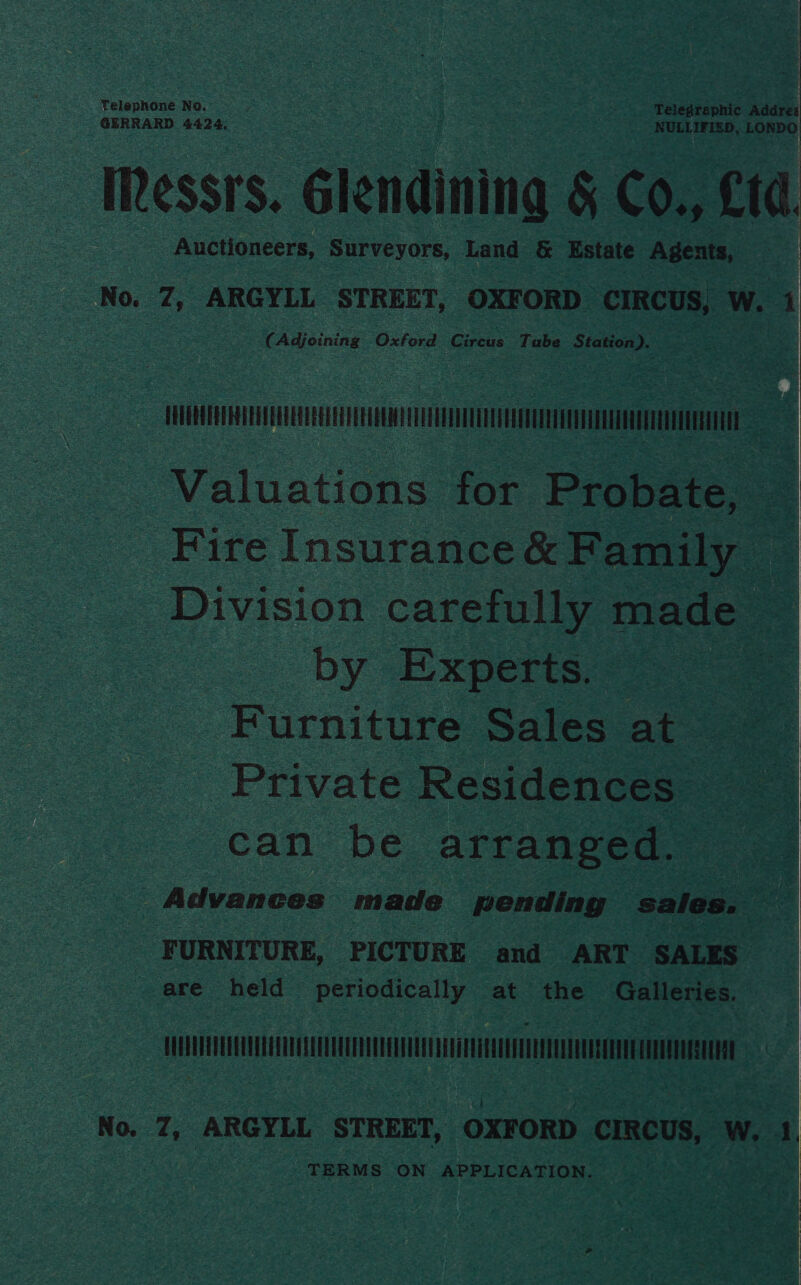 Telephone No. Telegraphic Addres
GERRARD 4424. NULLIFIED, LONDO
Messrs. Glendining & Co., Ltd.
Auctioneers, Surveyors, Land & Estate Agents,
No. 7, ARGYLL STREET, OXFORD CIRCUS, W. 1
(Adjoining Oxford Circus Tube Station).
Valuations for Probate,
Fire Insurance & Family
Division carefully made
by Experts.
Furniture Sales at
Private Residences
can be arranged.
Advances made pending sales.
FURNITURE, PICTURE and ART SALES
are held periodically at the Galleries.
No. 7, ARGYLL STREET, OXFORD CIRCUS, W. 1.
TERMS ON APPLICATION.